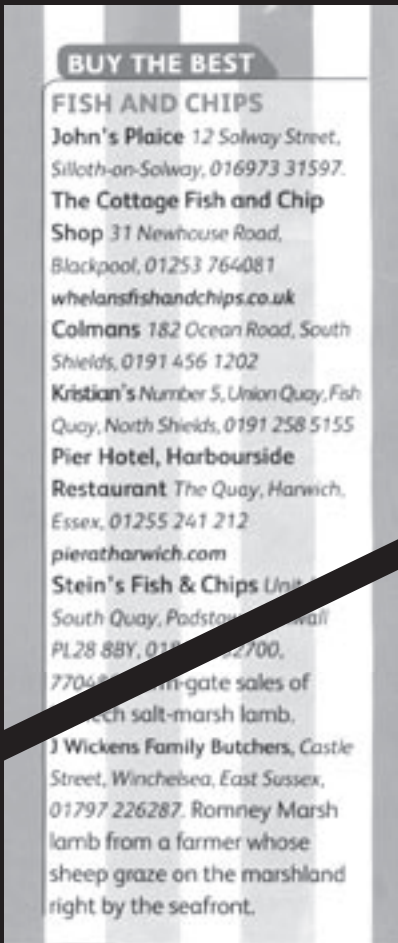 BUY THE BEST
FISH AND CHIPS
John's Plaice 12 Solway Street,
Silloth-on-Solway, 016973 31597.
The Cottage Fish and Chip
Shop 31 Newhouse Road,
Blackpool, 01253 764081
whelansfishandchips.co.uk
Colmans 182 Ocean Road, South
Shields, 0191 456 1202
Kristian's Number 5, Union Quay, Fish
Quay, North Shields, 0191 258 5155
Pier Hotel, Harbourside
Restaurant The Quay, Harwich,
Essex, 01255 241 212
pieratharwich.com
Stein's Fish & Chips Unit
South Quay,
PL28 8BY,
sales of
salt-marsh lamb.
J Wickens Family Butchers, Castle
Street, Winchelsea, East Sussex,
01797 226287. Romney Marsh
lamb from a farmer whose
sheep graze on the marshland
right by the seafront.